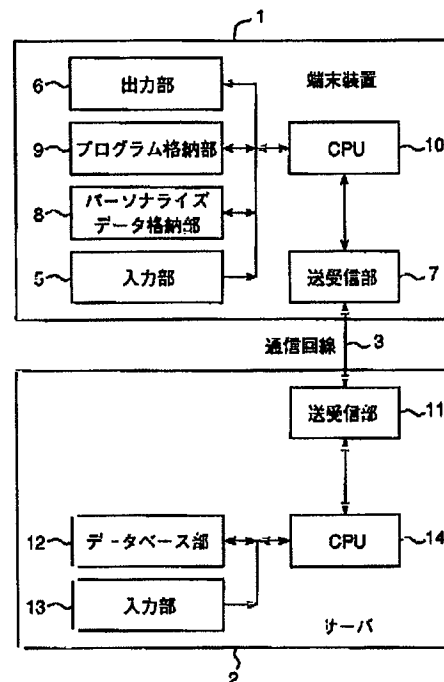 1
6
出力部
端末装置
9
プログラム格納部
CPU
10
8
パーソナライズ
データ格納部
5
入力部
送受信部
7
通信回線
3
送受信部
11
12
データベース部
CPU
14
13
入力部
サーバ
2